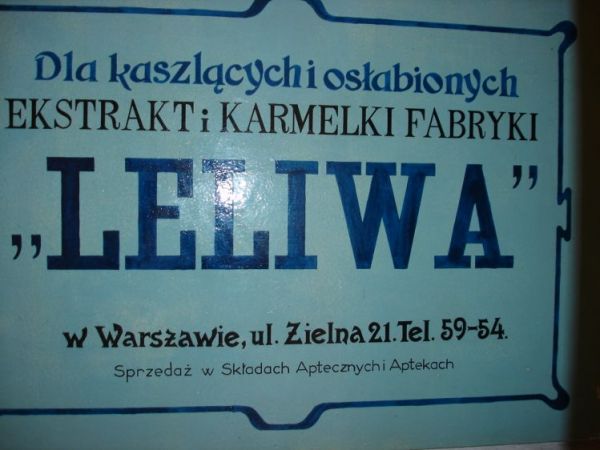 Dla kaszlących i osłabionych
EKSTRAKT i KARMELKI FABRYKI
„LELIWA”
w Warszawie, ul. Zielna 21. Tel. 59-54.
Sprzedaż w Składach Aptecznych i Aptekach